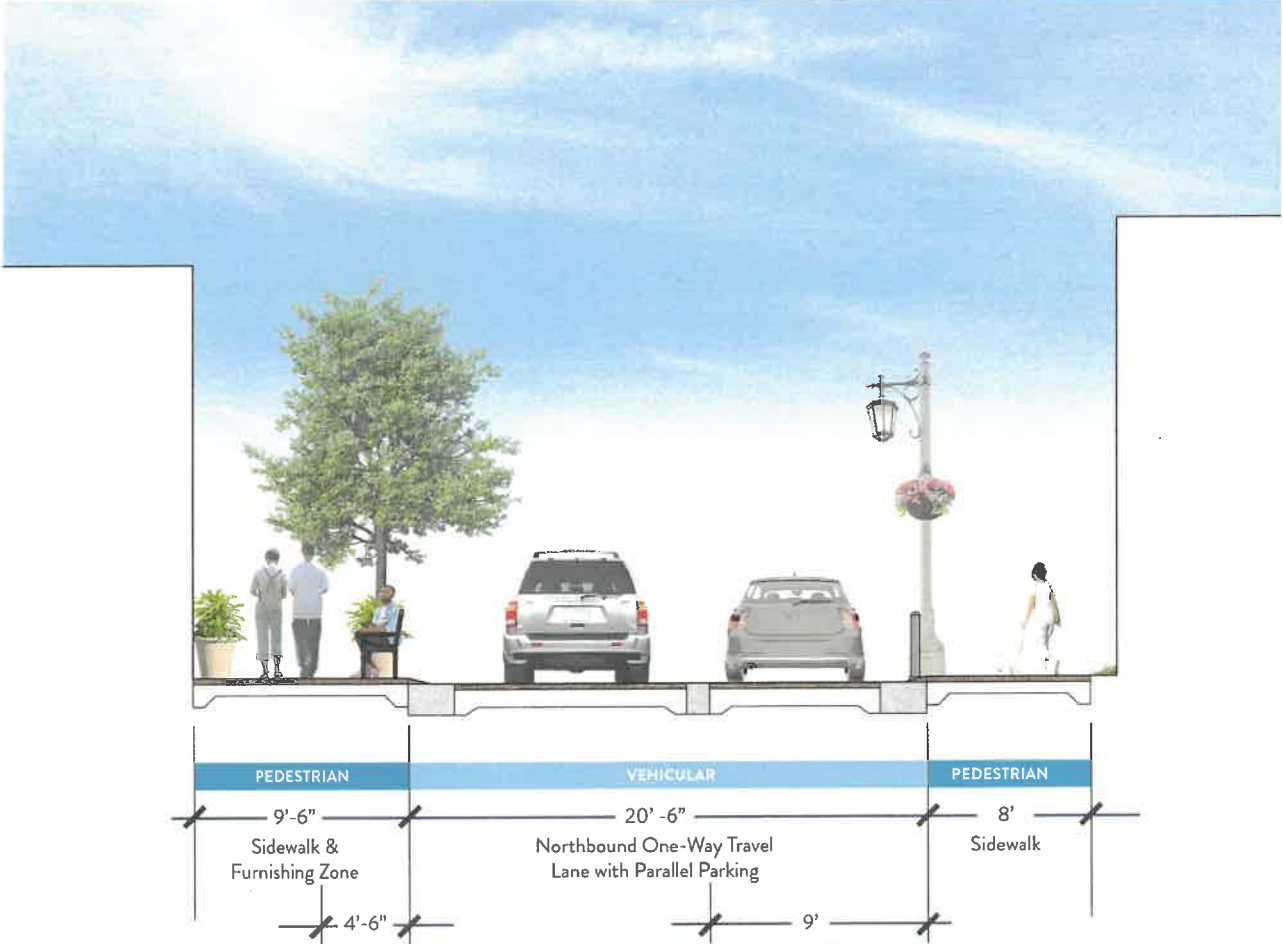 PEDESTRIAN
VEHICULAR
PEDESTRIAN
9'-6"
20' -6"
8'
Sidewalk &
Furnishing Zone
Northbound One-Way Travel
Lane with Parallel Parking
Sidewalk
4'-6"
9'